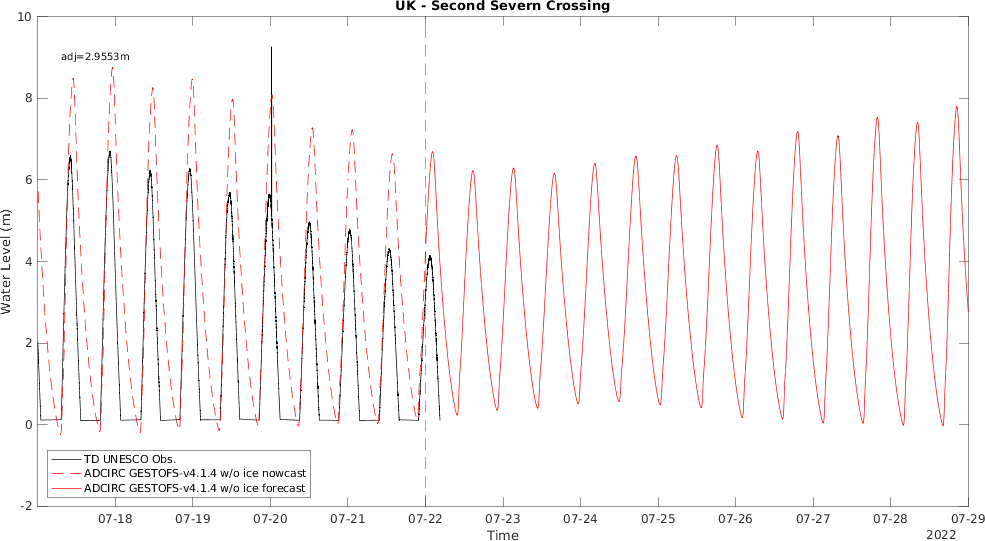 UK - Second Severn Crossing
10
adj=2.9553m
8
6
4
2
0
-2
Water Level (m)
TD UNESCO Obs.
ADCIRC GESTOFS-v4.1.4 w/o ice nowcast
ADCIRC GESTOFS-v4.1.4 w/o ice forecast
07-18 07-19 07-20 07-21 07-22 07-23 07-24 07-25 07-26 07-27 07-28 07-29
Time
2022